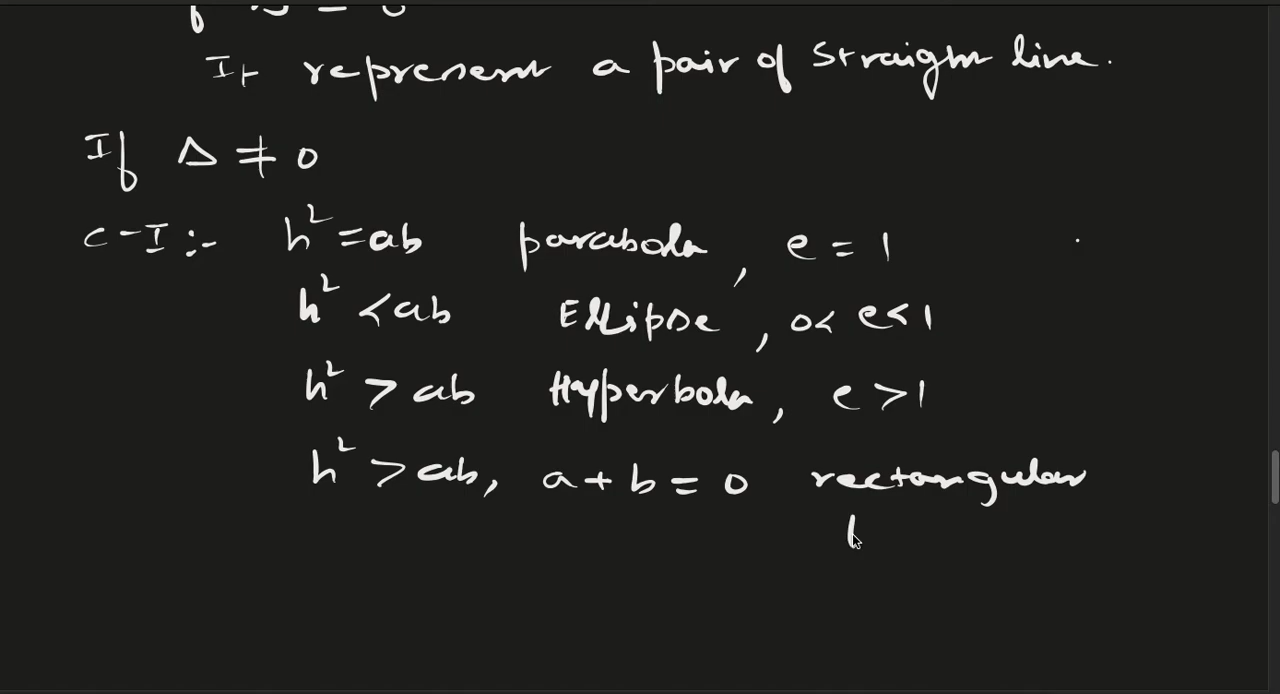 It represent a pair of straight line.
If Δ ≠ 0
C-I :- h² = ab parabola, e = 1
h² < ab Ellipse, 0 < e < 1
h² > ab Hyperbola, e > 1
h² > ab, a + b = 0 rectangular